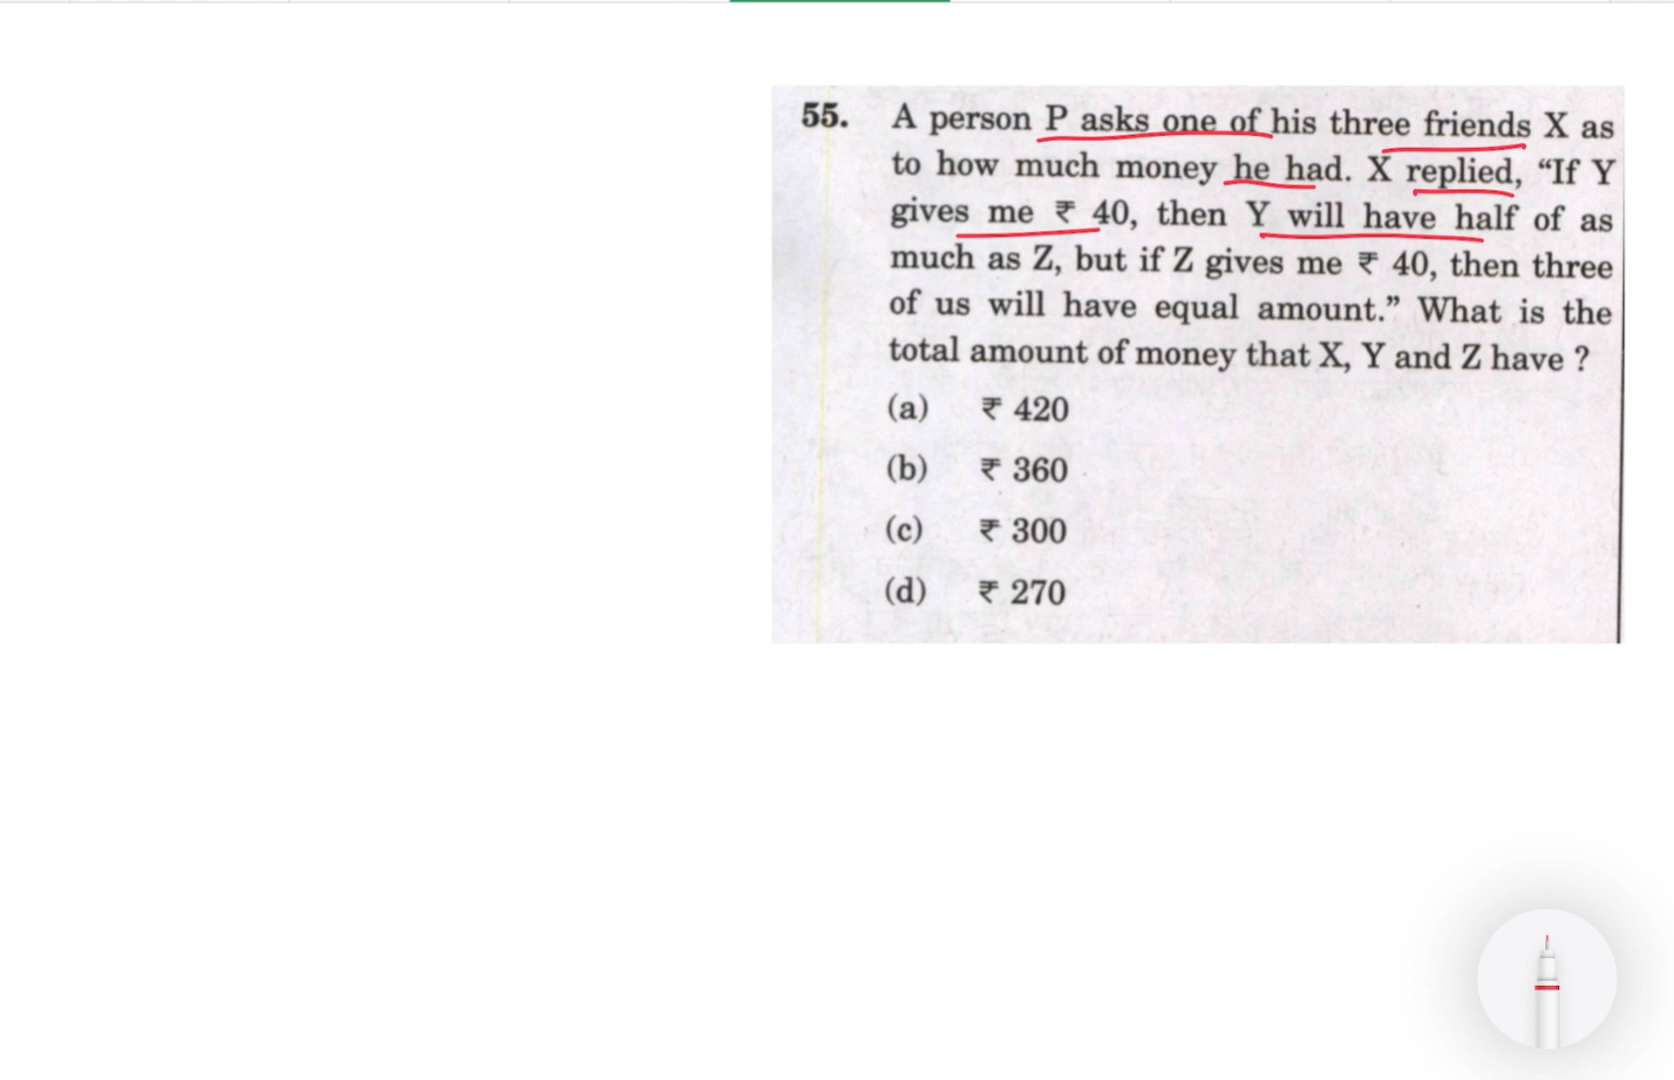 55. A person P asks one of his three friends X as
to how much money he had. X replied, “If Y
gives me ₹ 40, then Y will have half of as
much as Z, but if Z gives me ₹ 40, then three
of us will have equal amount.” What is the
total amount of money that X, Y and Z have ?
(a) ₹ 420
(b) ₹ 360
(c) ₹ 300
(d) ₹ 270